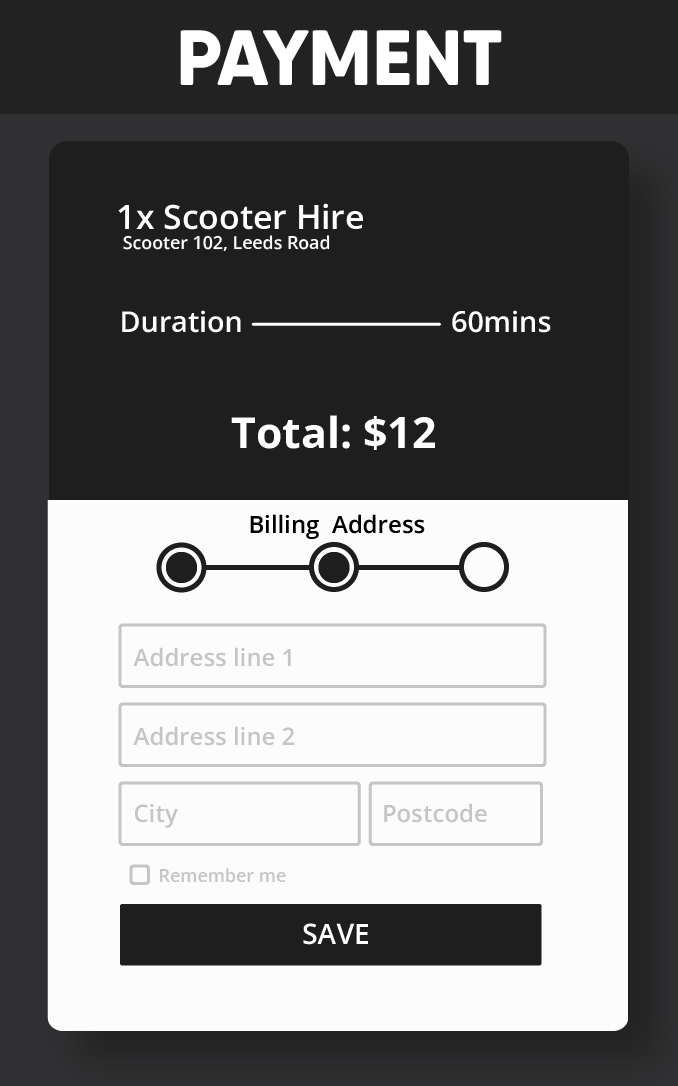 PAYMENT
1x Scooter Hire
Scooter 102, Leeds Road
Duration 60mins
Total: $12
Billing Address
Address line 1
Address line 2
City Postcode
Remember me
SAVE